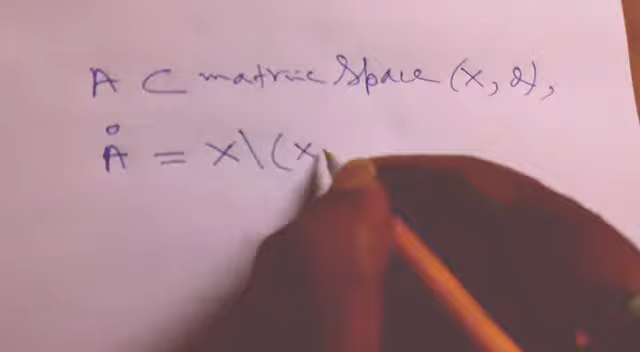 A ⊂ matric Space (x, d),
Å = x\(x